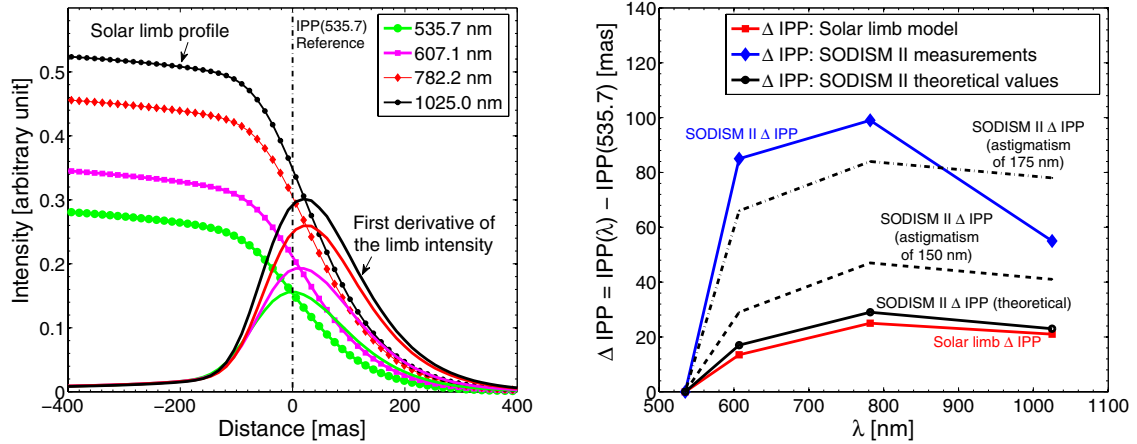 Solar limb profile
IPP(535.7)
Reference
535.7 nm
607.1 nm
782.2 nm
1025.0 nm
First derivative of
the limb intensity
Intensity [arbitrary unit]
0.5
0.4
0.3
0.2
0.1
0
−400
−200
0
200
400
Distance [mas]
Δ IPP: Solar limb model
Δ IPP: SODISM II measurements
Δ IPP: SODISM II theoretical values
SODISM II Δ IPP
SODISM II Δ IPP
(astigmatism
of 175 nm)
SODISM II Δ IPP
(astigmatism
of 150 nm)
SODISM II Δ IPP (theoretical)
Solar limb Δ IPP
Δ IPP = IPP(λ) − IPP(535.7) [mas]
140
120
100
80
60
40
20
0
500
600
700
800
900
1000
1100
λ [nm]